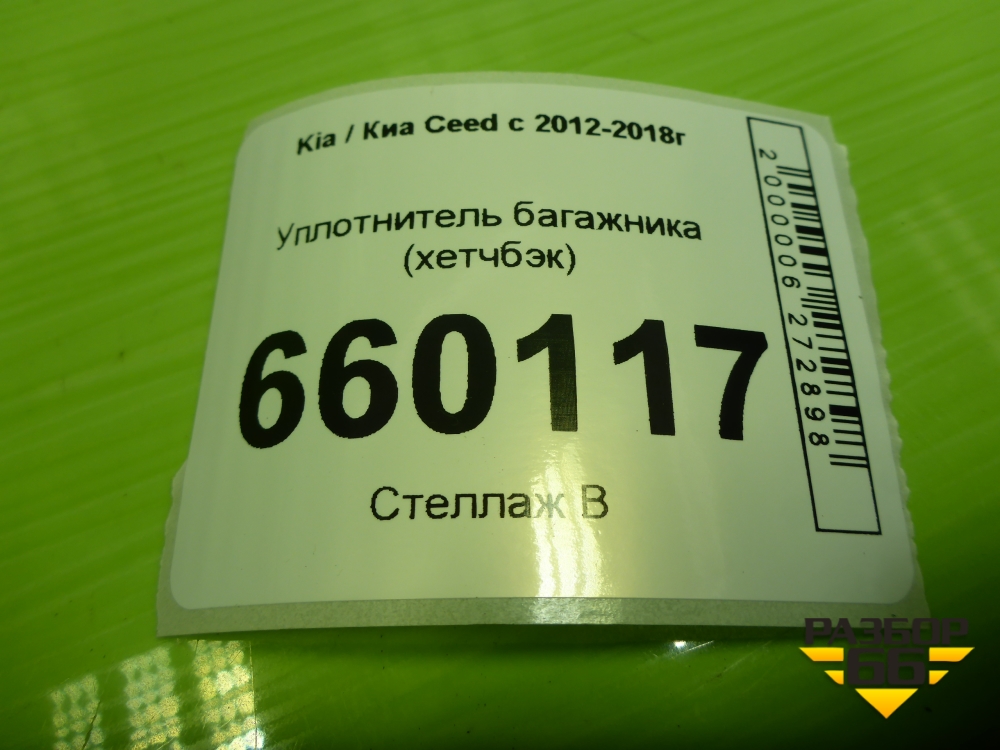 Kia / Киа Ceed с 2012-2018г
Уплотнитель багажника
(хетчбэк)
660117
Стеллаж В
2000006272898
РАЗБОР
66